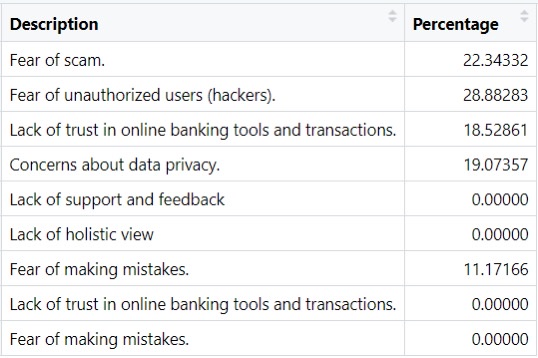 Description Percentage
Fear of scam. 22.34332
Fear of unauthorized users (hackers). 28.88283
Lack of trust in online banking tools and transactions. 18.52861
Concerns about data privacy. 19.07357
Lack of support and feedback 0.00000
Lack of holistic view 0.00000
Fear of making mistakes. 11.17166
Lack of trust in online banking tools and transactions. 0.00000
Fear of making mistakes. 0.00000